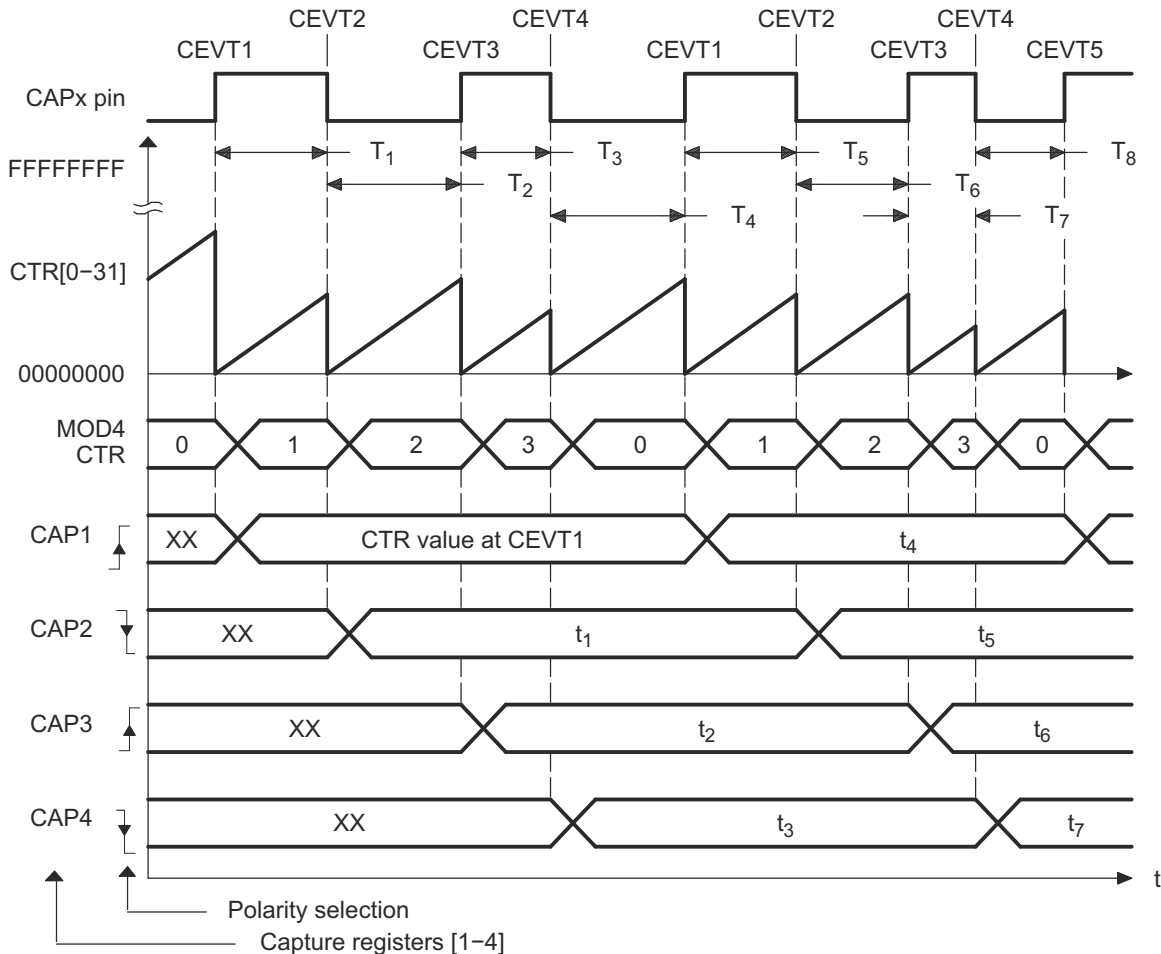 CEVT2 CEVT4 CEVT2 CEVT4
CEVT1 CEVT3 CEVT1 CEVT3 CEVT5
CAPx pin
T1 T3 T5 T8
FFFFFFFF
T2 T6
T4 T7
CTR[0−31]
00000000
MOD4
CTR
0 1 2 3 0 1 2 3 0
CAP1 XX CTR value at CEVT1 t4
CAP2 XX t1 t5
CAP3 XX t2 t6
CAP4 XX t3 t7
t
Polarity selection
Capture registers [1−4]